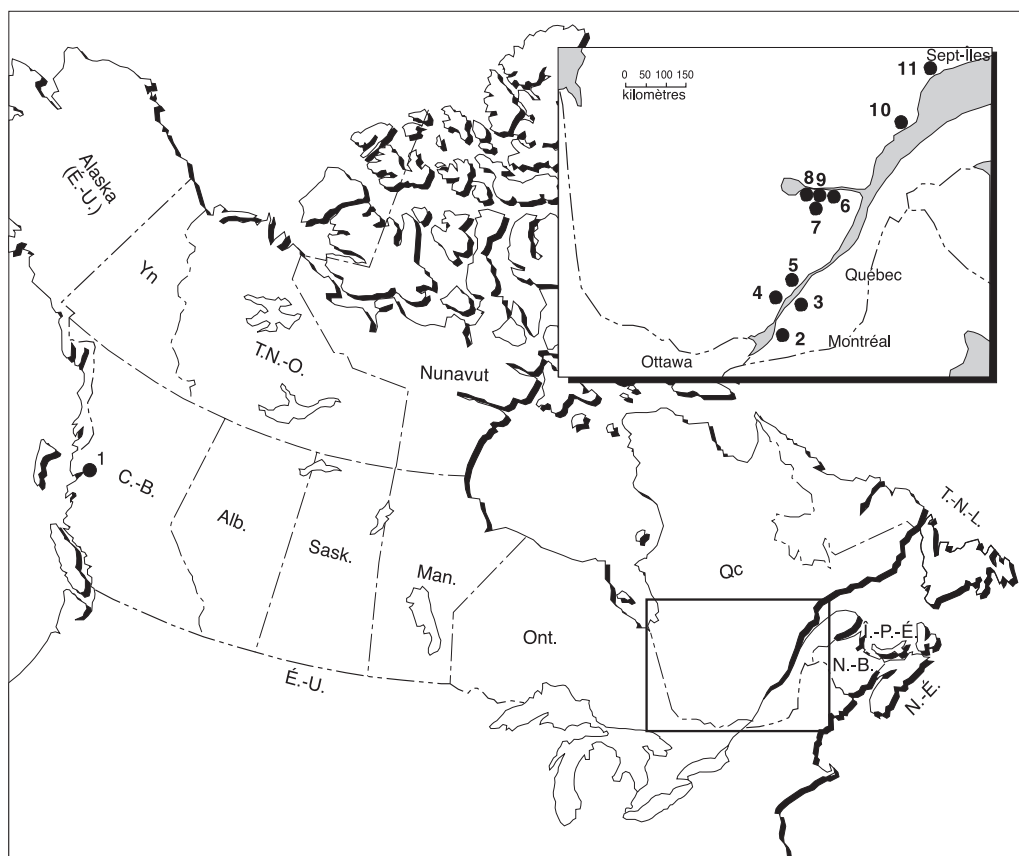 Alaska
(É.-U.)
Yn
T.N.-O.
Nunavut
1
C.-B.
Alb.
Sask.
Man.
Ont.
Qc
T.-N.-L.
Î.-P.-É.
N.-B.
N.-É.
É.-U.
Sept-Îles
11
0 50 100 150
kilomètres
10
8 9
6
7
5
Québec
4
3
2
Montréal
Ottawa